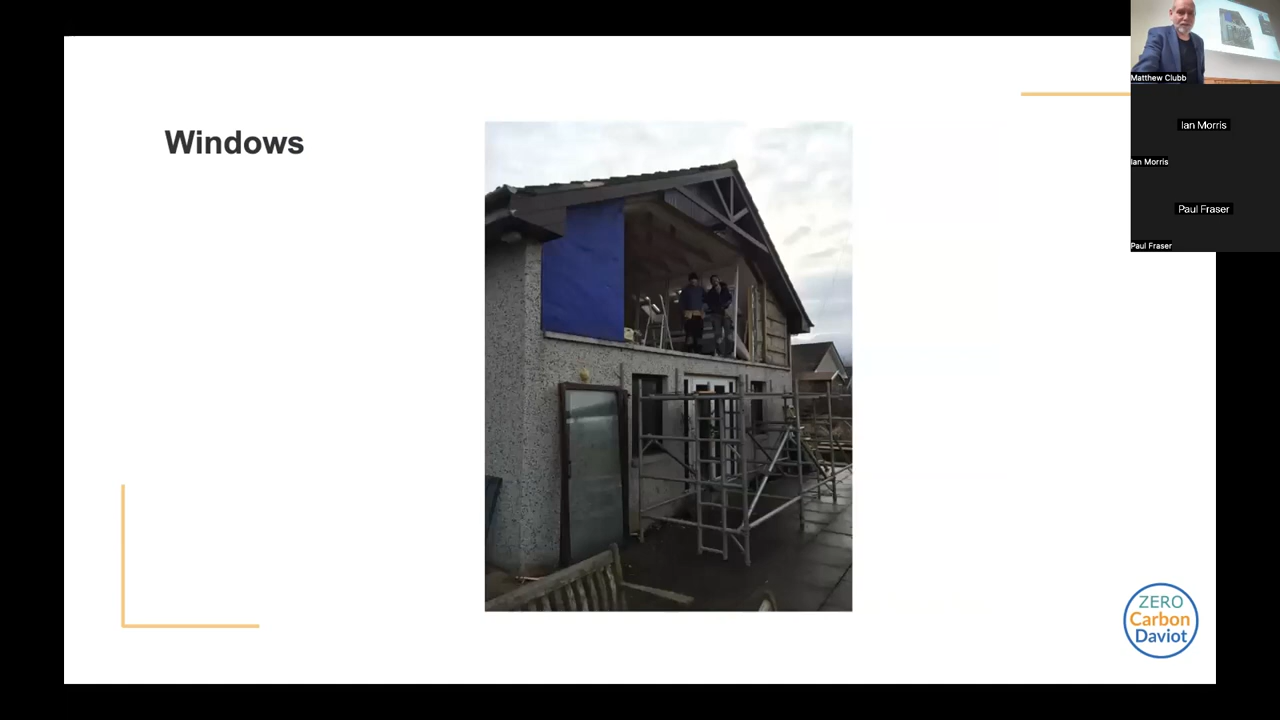 Windows
Matthew Clubb
Ian Morris
Ian Morris
Paul Fraser
Paul Fraser
ZERO
Carbon
Daviot